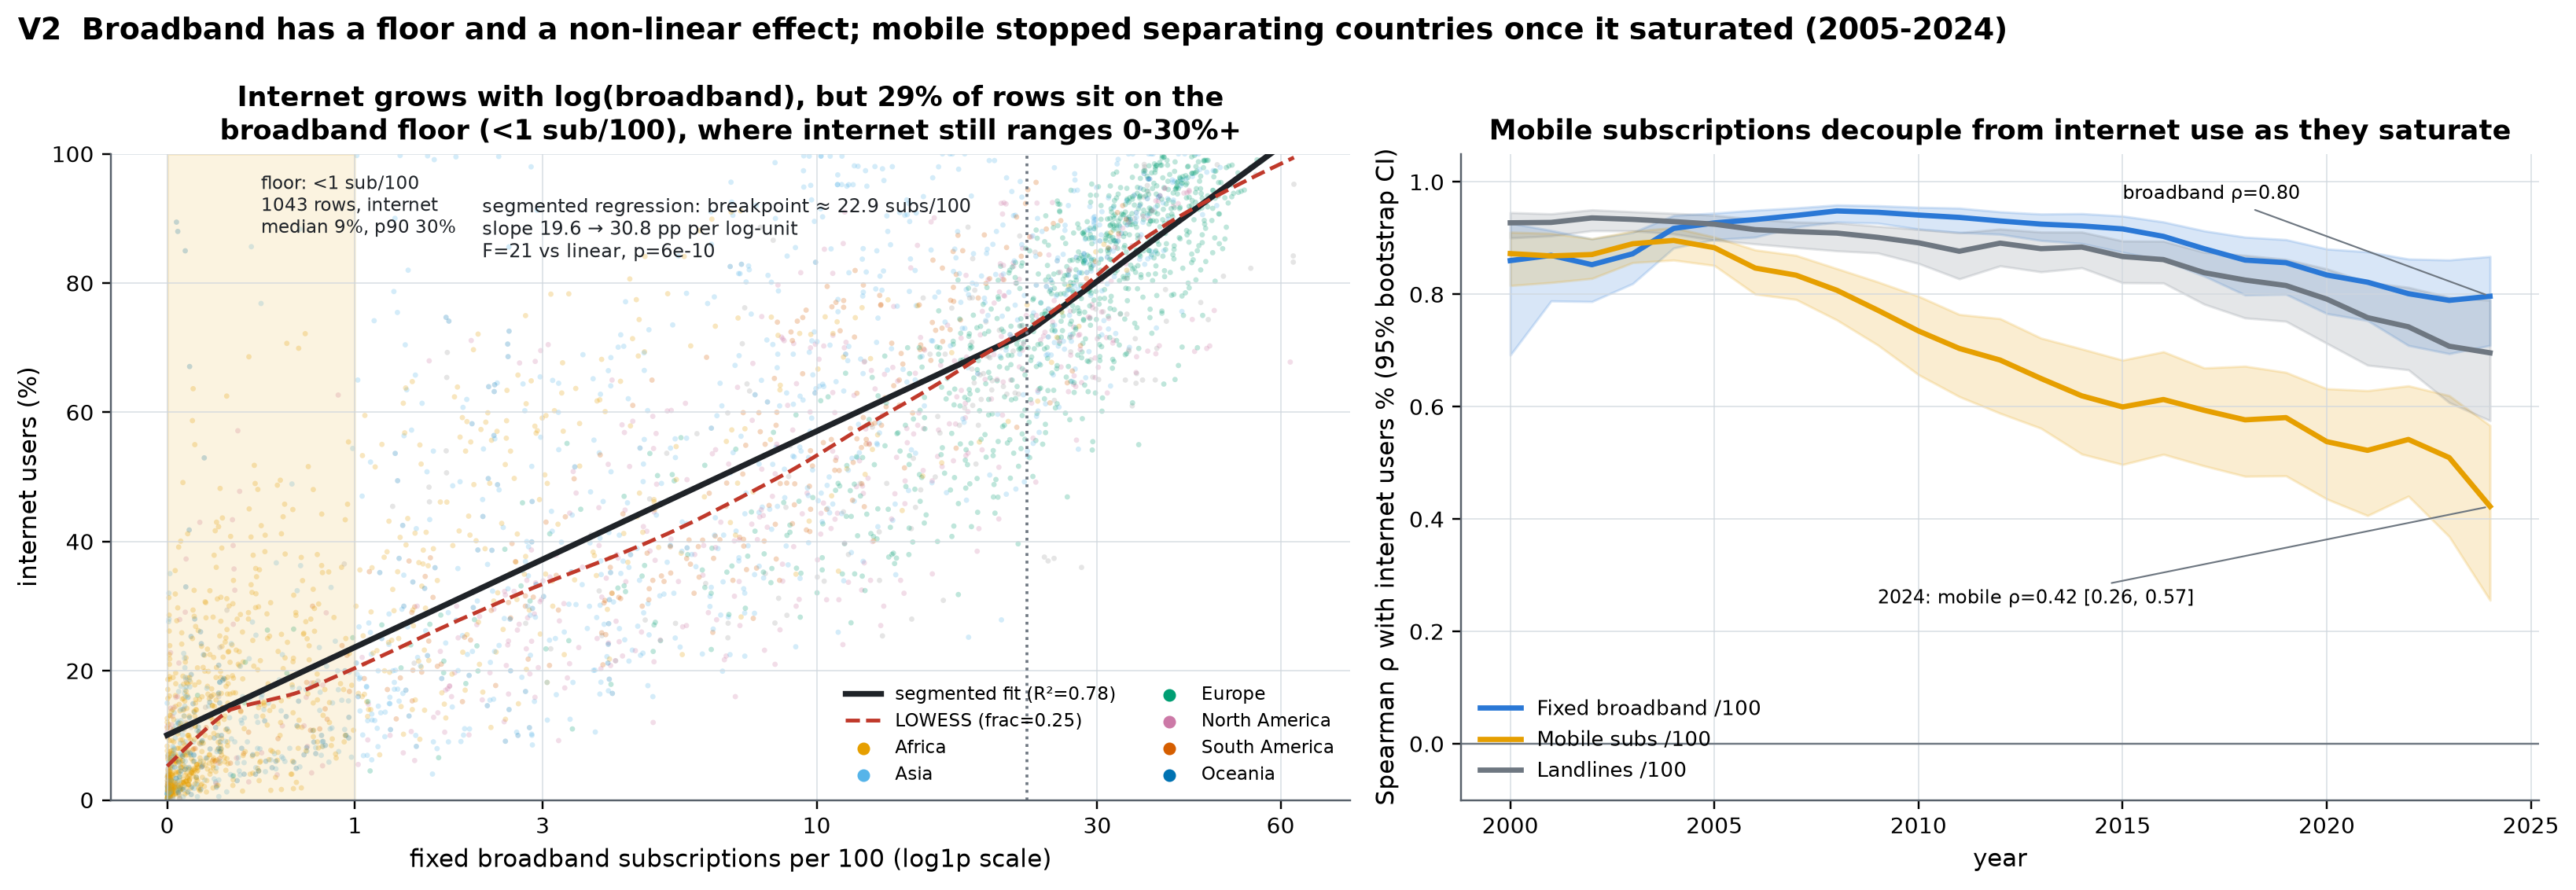 V2  Broadband has a floor and a non-linear effect; mobile stopped separating countries once it saturated (2005-2024)
Internet grows with log(broadband), but 29% of rows sit on the
broadband floor (<1 sub/100), where internet still ranges 0-30%+
internet users (%)
100
80
60
40
20
0
floor: <1 sub/100
1043 rows, internet
median 9%, p90 30%
segmented regression: breakpoint ≈ 22.9 subs/100
slope 19.6 → 30.8 pp per log-unit
F=21 vs linear, p=6e-10
segmented fit (R²=0.78)
LOWESS (frac=0.25)
Africa
Asia
Europe
North America
South America
Oceania
0 1 3 10 30 60
fixed broadband subscriptions per 100 (log1p scale)
Mobile subscriptions decouple from internet use as they saturate
Spearman ρ with internet users % (95% bootstrap CI)
1.0
0.8
0.6
0.4
0.2
0.0
broadband ρ=0.80
2024: mobile ρ=0.42 [0.26, 0.57]
Fixed broadband /100
Mobile subs /100
Landlines /100
2000 2005 2010 2015 2020 2025
year